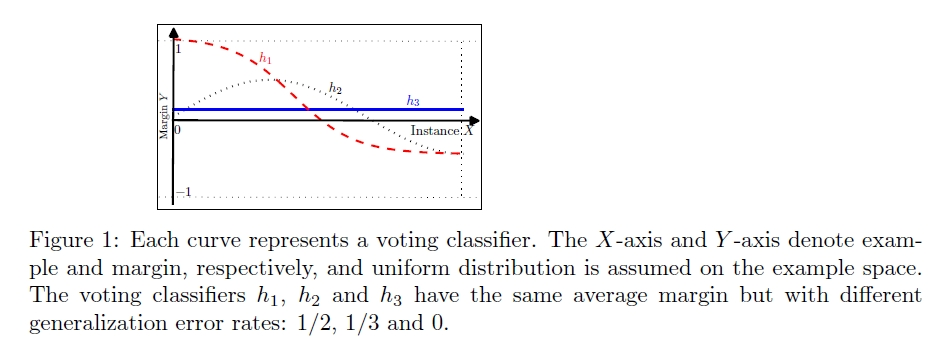 1
h₁
h₂
h₃
Margin Y
0
Instance X
−1
Figure 1: Each curve represents a voting classifier. The X-axis and Y-axis denote exam-
ple and margin, respectively, and uniform distribution is assumed on the example space.
The voting classifiers h₁, h₂ and h₃ have the same average margin but with different
generalization error rates: 1/2, 1/3 and 0.